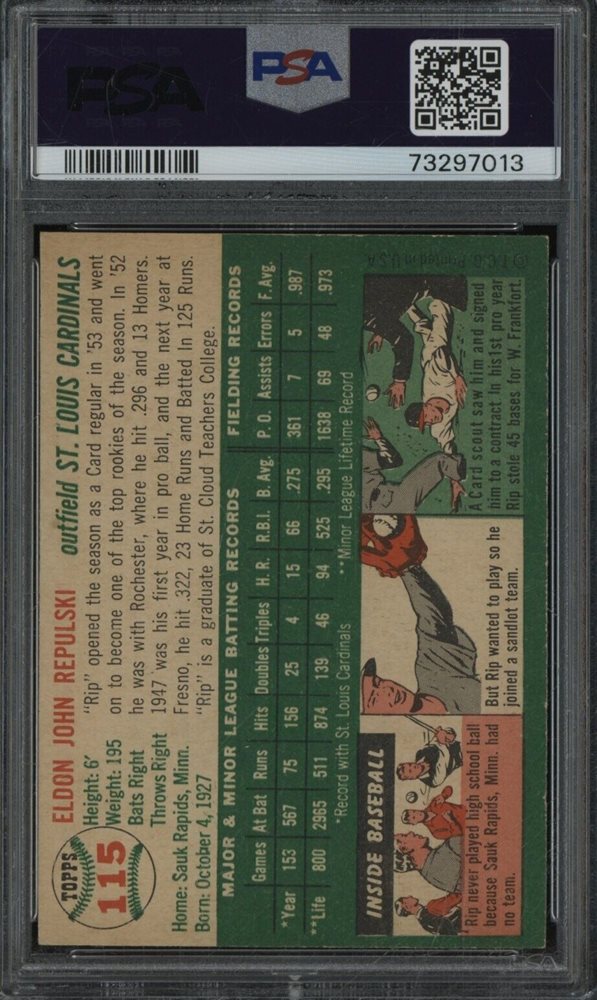 PSA
PSA
73297013
TOPPS
115
ELDON JOHN REPULSKI outfield ST. LOUIS CARDINALS
Height: 6'
Weight: 195
Bats Right
Throws Right
Home: Sauk Rapids, Minn.
Born: October 4, 1927
"Rip" opened the season as a Card regular in '53 and went
on to become one of the top rookies of the season. In '52
he was with Rochester, where he hit .296 and 13 Homers.
1947 was his first year in pro ball, and the next year at
Fresno, he hit .322, 23 Home Runs and Batted In 125 Runs.
"Rip" is a graduate of St. Cloud Teachers College.
MAJOR & MINOR LEAGUE BATTING RECORDS FIELDING RECORDS
Games At Bat Runs Hits Doubles Triples H. R. R.B.I. B. Avg. P. O. Assists Errors F. Avg.
*Year 153 567 75 156 25 4 15 66 .275 361 7 5 .987
**Life 800 2965 511 874 139 46 94 525 .295 1638 69 48 .973
*Record with St. Louis Cardinals **Minor League Lifetime Record
INSIDE BASEBALL
Rip never played high school ball
because Sauk Rapids, Minn. had
no team.
But Rip wanted to play so he
joined a sandlot team.
A Card scout saw him and signed
him to a contract In his 1st pro year
Rip stole 45 bases for W. Frankfort.
© T.C.G. Printed in U.S.A.